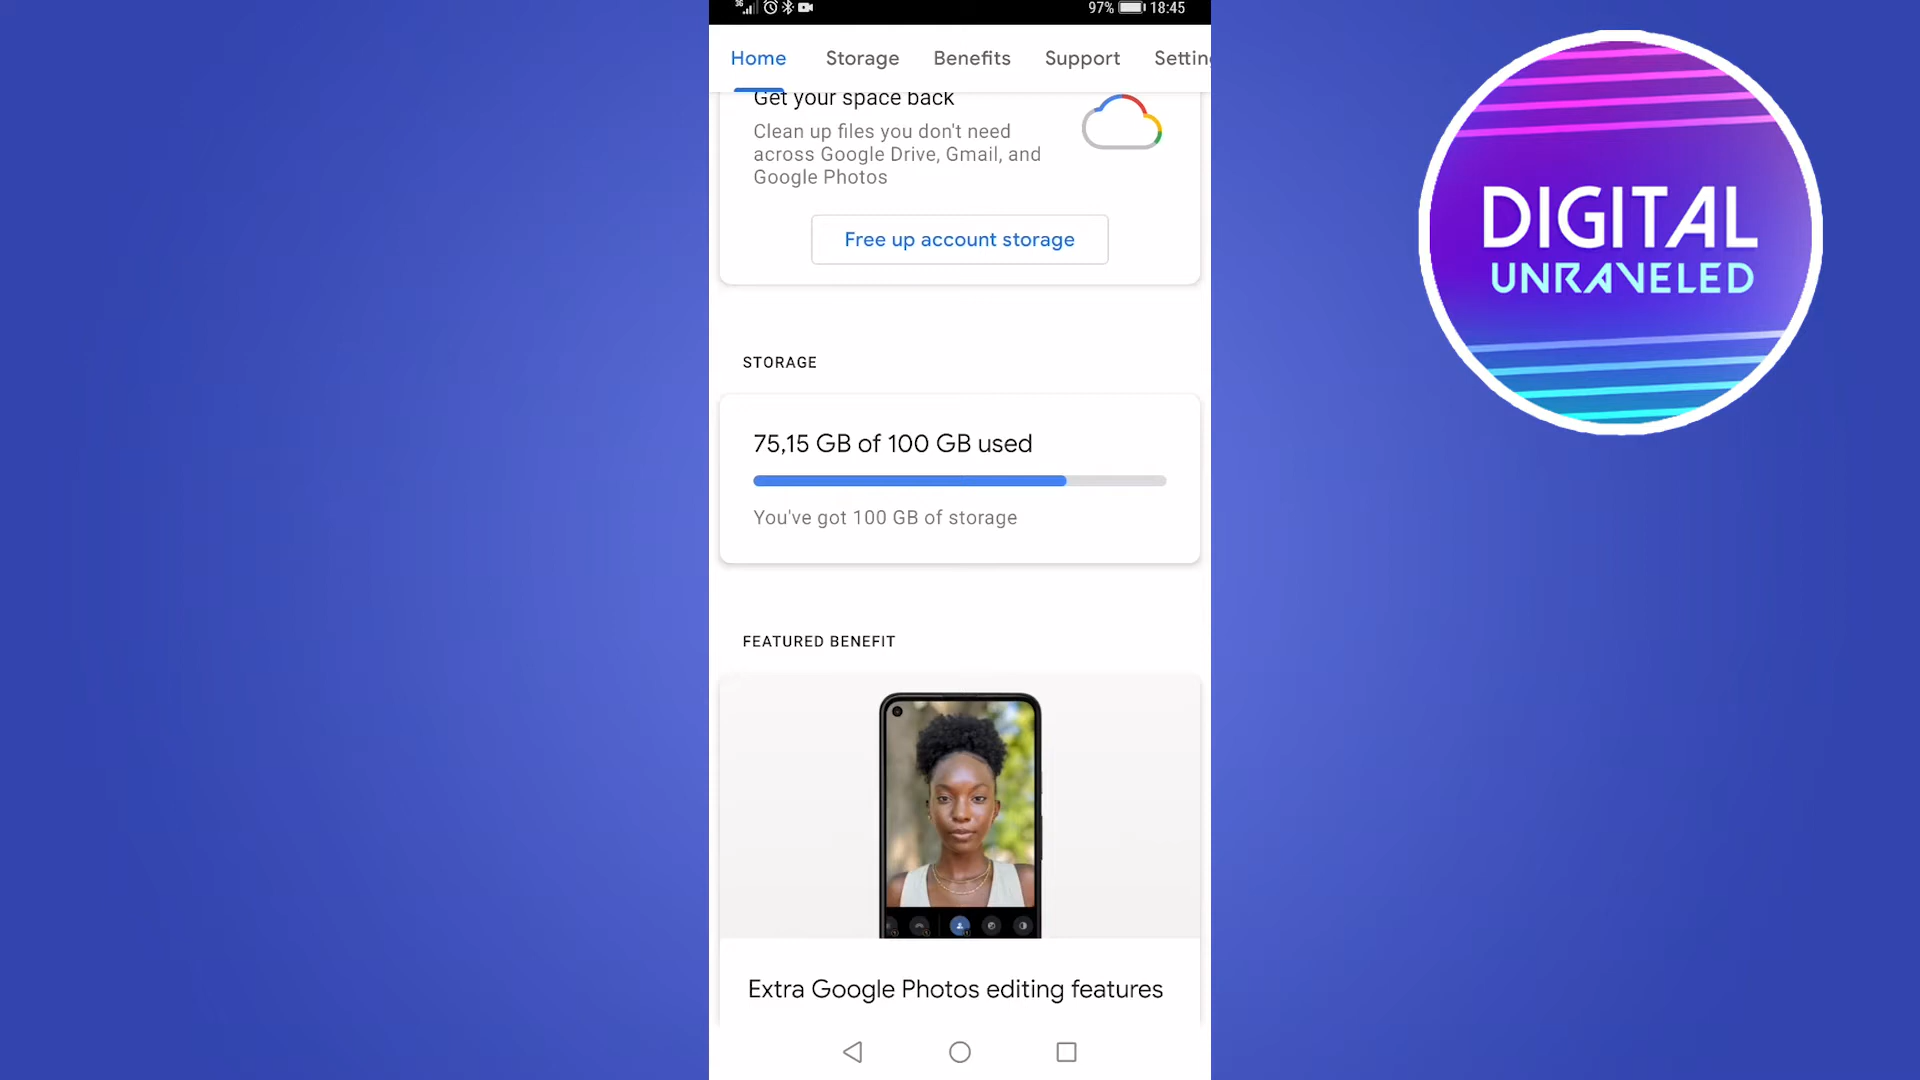 3G
97% 18:45
Home Storage Benefits Support Settin
Get your space back
Clean up files you don't need
across Google Drive, Gmail, and
Google Photos
Free up account storage
STORAGE
75,15 GB of 100 GB used
You've got 100 GB of storage
FEATURED BENEFIT
Extra Google Photos editing features
DIGITAL
UNRAVELED